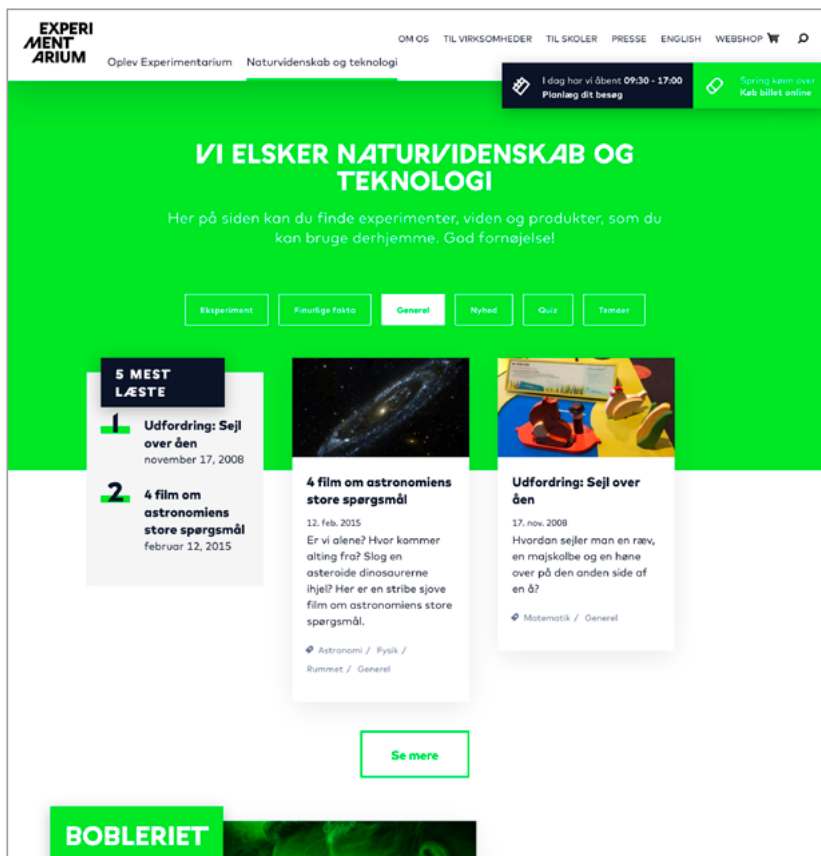 EXPERI
MENT
ARIUM
OM OS TIL VIRKSOMHEDER TIL SKOLER PRESSE ENGLISH WEBSHOP
Oplev Experimentarium Naturvidenskab og teknologi
I dag har vi åbent 09:30 - 17:00
Planlæg dit besøg
Spring køen over
Køb billet online
VI ELSKER NATURVIDENSKAB OG
TEKNOLOGI
Her på siden kan du finde experimenter, viden og produkter, som du
kan bruge derhjemme. God fornøjelse!
Eksperiment Finurlige fakta Generel Nyhed Quiz Temaer
5 MEST
LÆSTE
1
Udfordring: Sejl
over åen
november 17, 2008
2
4 film om
astronomiens
store spørgsmål
februar 12, 2015
4 film om astronomiens
store spørgsmål
12. feb. 2015
Er vi alene? Hvor kommer
alting fra? Slog en
asteroide dinosaurerne
ihjel? Her er en stribe sjove
film om astronomiens store
spørgsmål.
Astronomi / Fysik /
Rummet / Generel
Udfordring: Sejl over
åen
17. nov. 2008
Hvordan sejler man en ræv,
en majskolbe og en høne
over på den anden side af
en å?
Matematik / Generel
Se mere
BOBLERIET